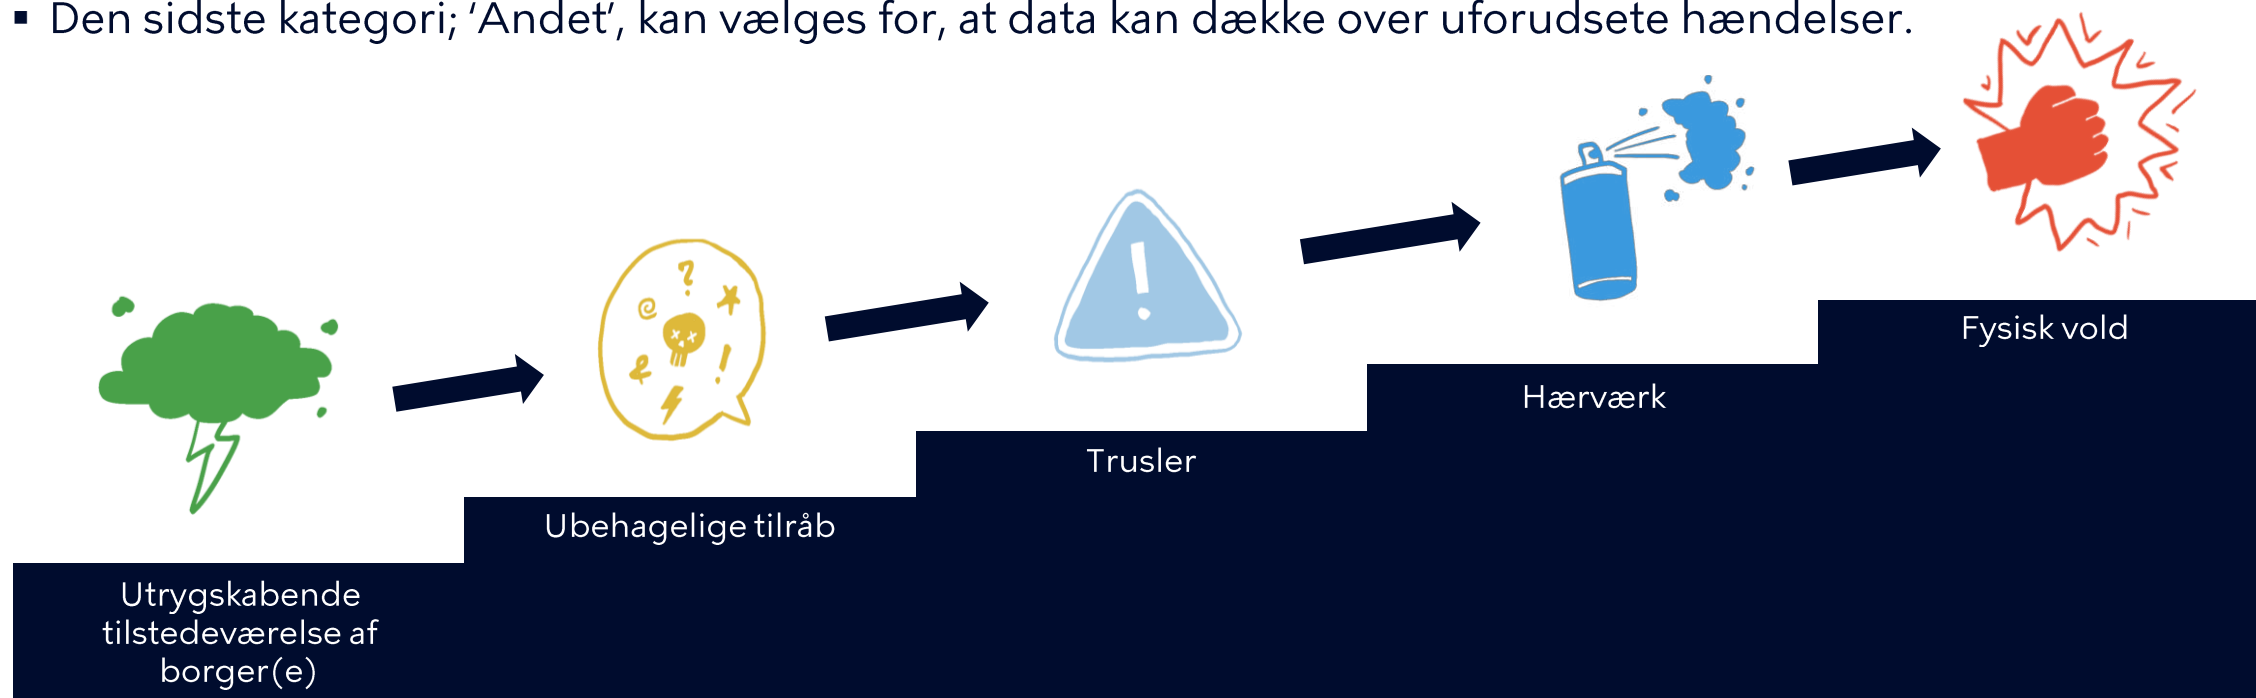 ▪ Den sidste kategori; ‘Andet’, kan vælges for, at data kan dække over uforudsete hændelser.
Fysisk vold
Hærværk
Trusler
Ubehagelige tilråb
Utrygskabende
tilstedeværelse af
borger(e)